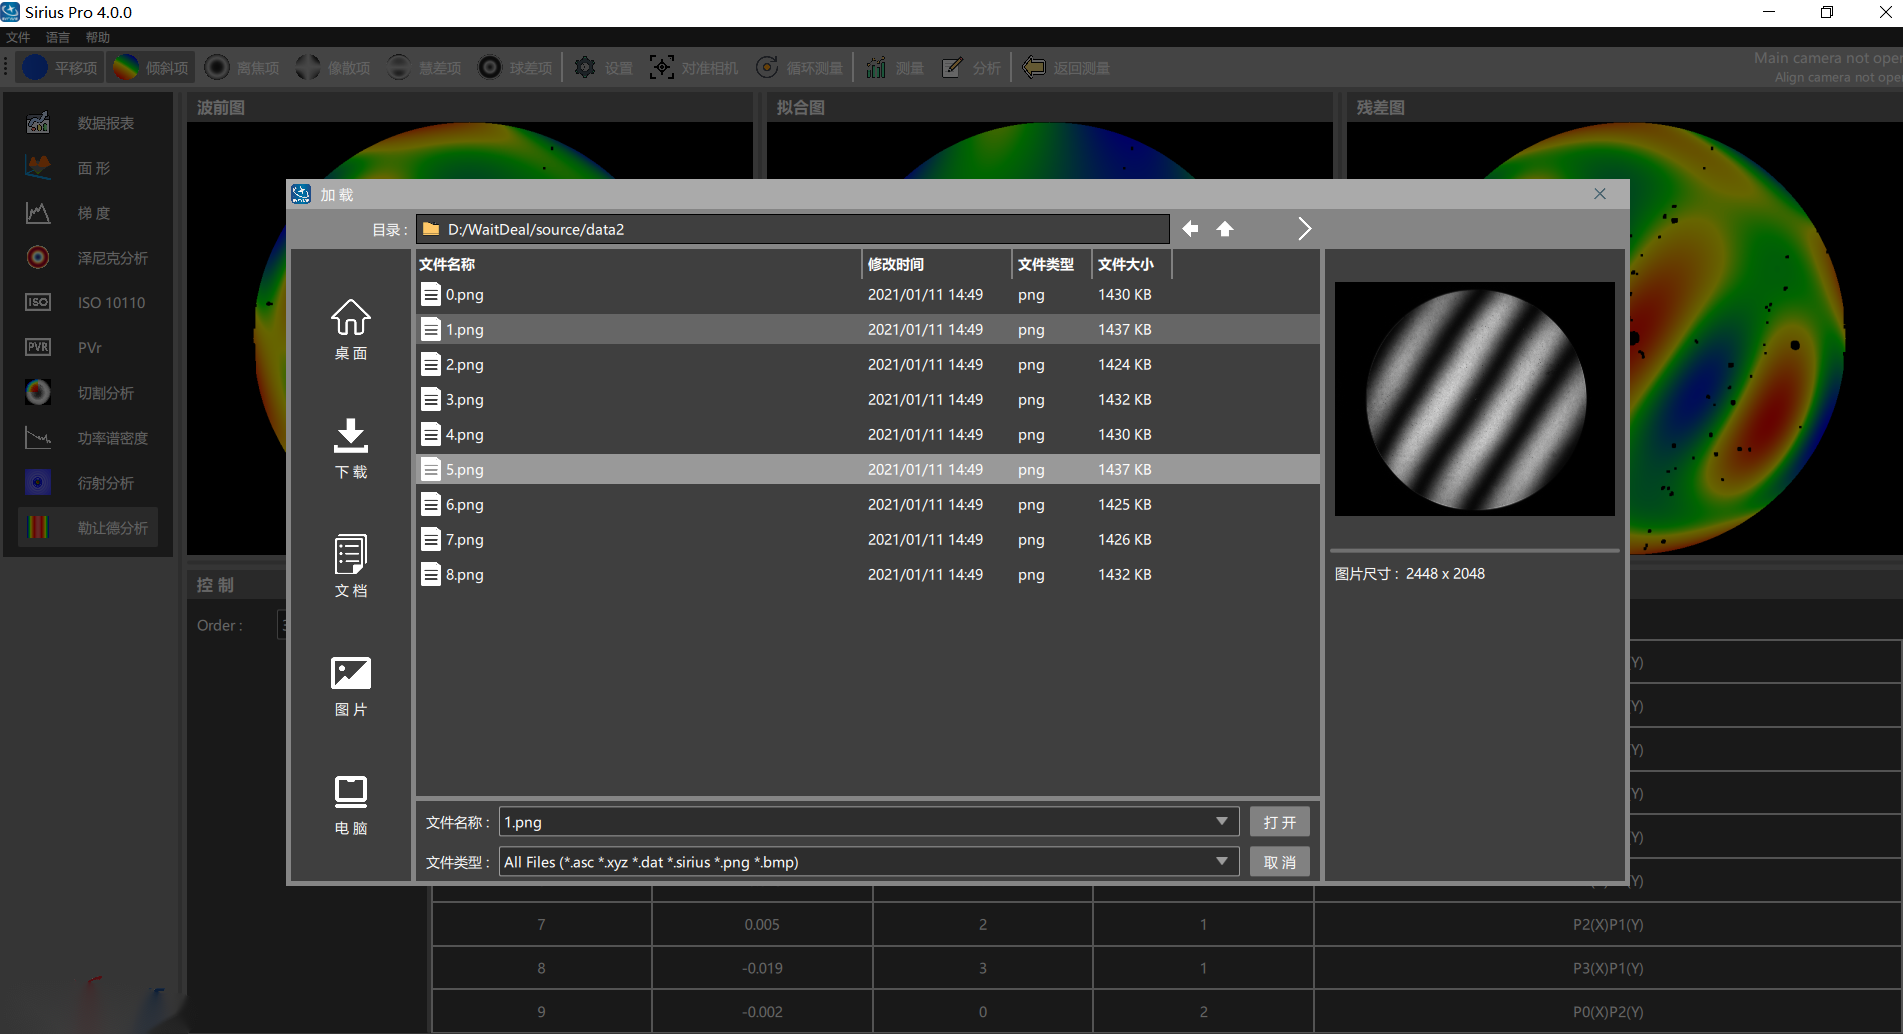 Sirius Pro 4.0.0
文件 语言 帮助
平移项 倾斜项 离焦项 像散项 慧差项 球差项 设置 对准相机 循环测量 测量 分析 返回测量
Main camera not open
Align camera not open
数据报表
面 形
梯 度
泽尼克分析
ISO ISO 10110
PVR PVr
切割分析
功率谱密度
衍射分析
勒让德分析
波前图 拟合图 残差图
加 载
目录 : D:/WaitDeal/source/data2
文件名称 修改时间 文件类型 文件大小
0.png 2021/01/11 14:49 png 1430 KB
1.png 2021/01/11 14:49 png 1437 KB
2.png 2021/01/11 14:49 png 1424 KB
3.png 2021/01/11 14:49 png 1432 KB
4.png 2021/01/11 14:49 png 1430 KB
5.png 2021/01/11 14:49 png 1437 KB
6.png 2021/01/11 14:49 png 1425 KB
7.png 2021/01/11 14:49 png 1426 KB
8.png 2021/01/11 14:49 png 1432 KB
桌 面
下 载
文 档
图 片
电 脑
图片尺寸 : 2448 x 2048
文件名称 : 1.png 打 开
文件类型 : All Files (*.asc *.xyz *.dat *.sirius *.png *.bmp) 取 消
控 制
Order : 3
Y)
Y)
Y)
Y)
Y)
Y)
7 0.005 2 1 P2(X)P1(Y)
8 -0.019 3 1 P3(X)P1(Y)
9 -0.002 0 2 P0(X)P2(Y)